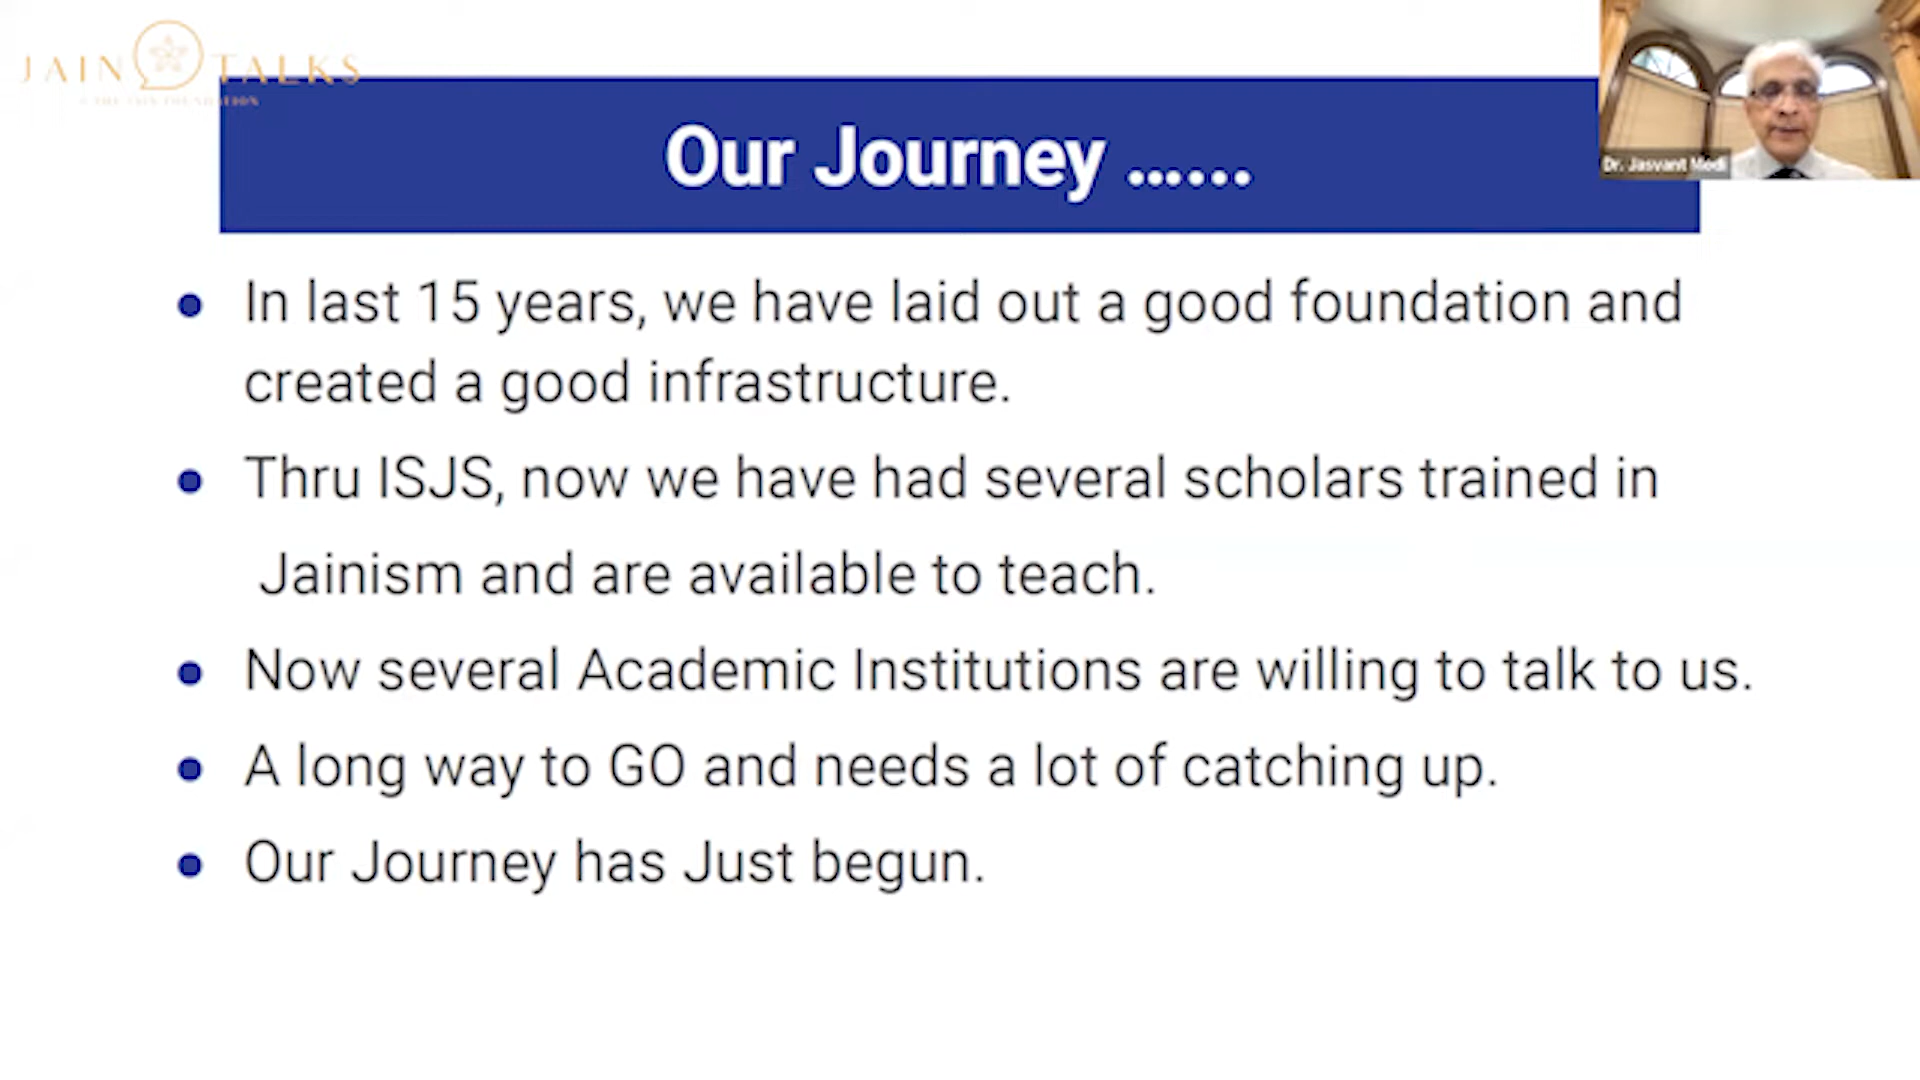 JAIN TALKS
Dr. Jasvant Modi
Our Journey ......
• In last 15 years, we have laid out a good foundation and
created a good infrastructure.
• Thru ISJS, now we have had several scholars trained in
Jainism and are available to teach.
• Now several Academic Institutions are willing to talk to us.
• A long way to GO and needs a lot of catching up.
• Our Journey has Just begun.